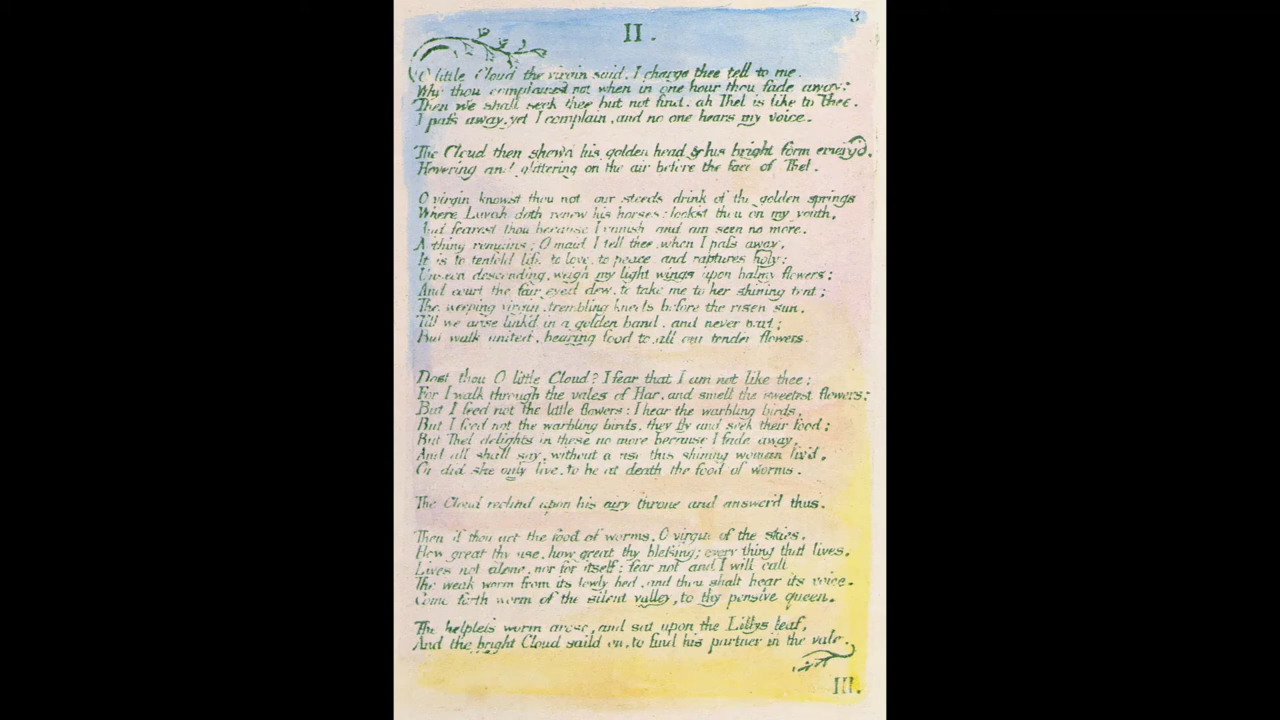 3
II.
O little Cloud the virgin said, I charge thee tell to me.
Why thou complainest not when in one hour thou fade away:
Then we shall seek thee but not find. ah Thel is like to Thee.
I pass away, yet I complain, and no one hears my voice.
The Cloud then shewd his golden head & his bright form emerg'd,
Hovering and glittering on the air before the face of Thel.
O virgin knowst thou not our steeds drink of the golden springs
Where Luvah doth renew his horses: lookst thou on my youth,
And fearest thou because I vanish and am seen no more.
Nothing remains; O maid I tell thee, when I pass away,
It is to tenfold life, to love, to peace, and raptures holy:
Unseen descending, weigh my light wings upon balmy flowers;
And court the fair eyed dew, to take me to her shining tent;
The weeping virgin, trembling kneels before the risen sun,
Till we arise link'd in a golden band, and never part;
But walk united, bearing food to all our tender flowers
Dost thou O little Cloud? I fear that I am not like thee;
For I walk through the vales of Har, and smell the sweetest flowers;
But I feed not the little flowers: I hear the warbling birds,
But I feed not the warbling birds, they fly and seek their food;
But Thel delights in these no more because I fade away,
And all shall say, without a use this shining woman liv'd,
Or did she only live, to be at death the food of worms.
The Cloud reclind upon his airy throne and answerd thus.
Then if thou art the food of worms, O virgin of the skies,
How great thy use, how great thy blessing; every thing that lives,
Lives not alone, nor for itself: fear not and I will call
The weak worm from its lowly bed, and thou shalt hear its voice.
Come forth worm of the silent valley, to thy pensive queen.
The helpless worm arose, and sat upon the Lillys leaf,
And the bright Cloud saild on, to find his partner in the vale.
III.